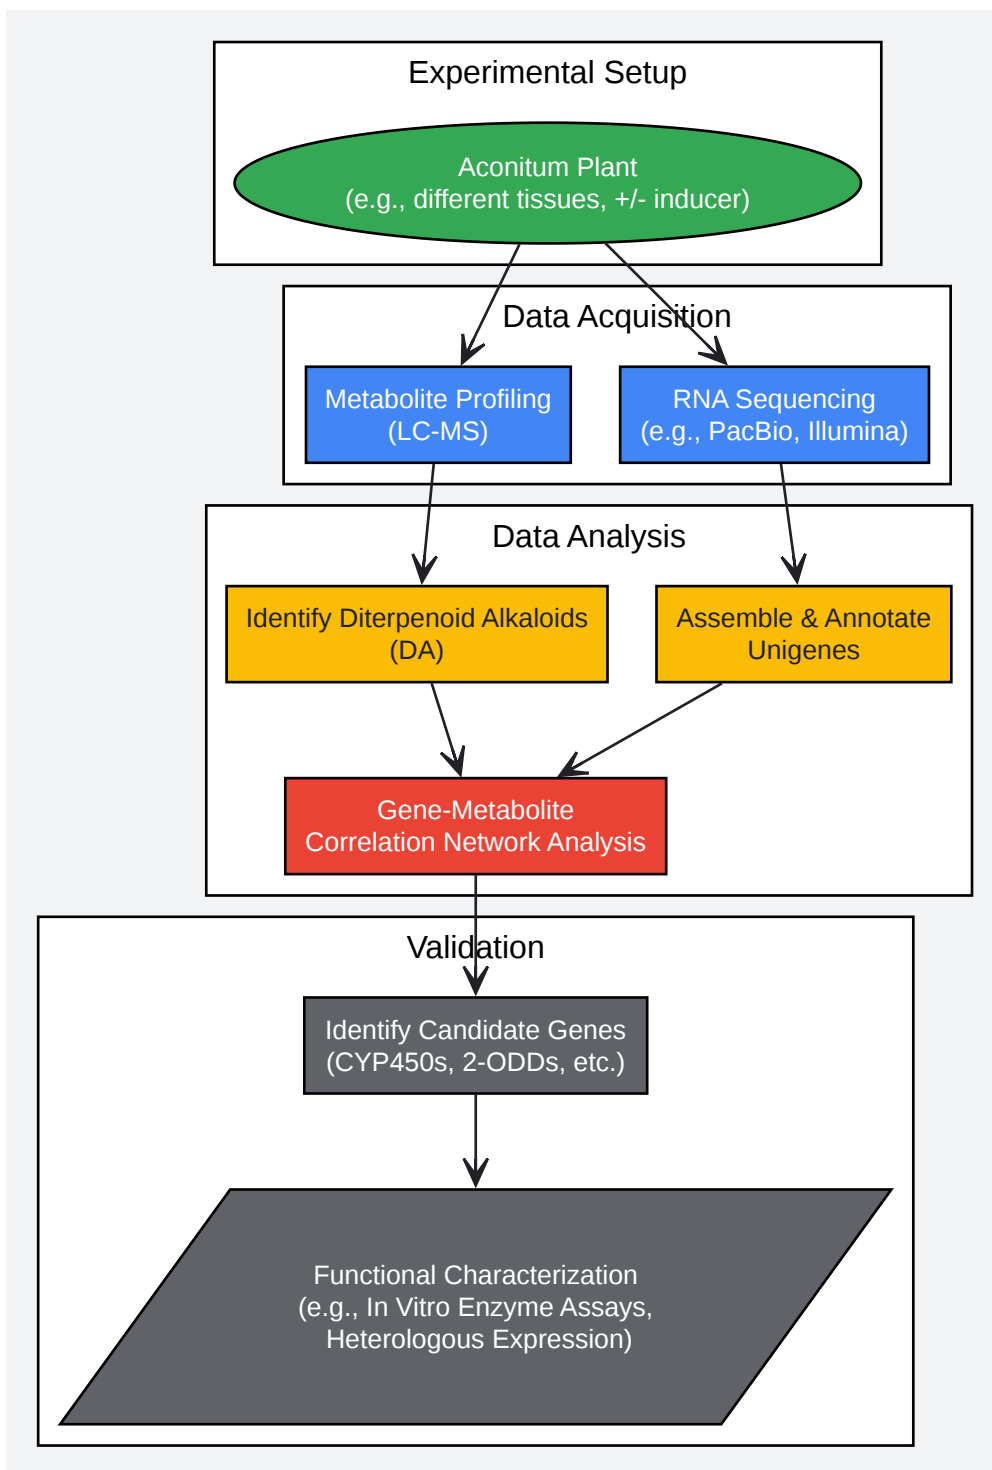 Experimental Setup
Aconitum Plant
(e.g., different tissues, +/- inducer)
Data Acquisition
Metabolite Profiling
(LC-MS)
RNA Sequencing
(e.g., PacBio, Illumina)
Data Analysis
Identify Diterpenoid Alkaloids
(DA)
Assemble & Annotate
Unigenes
Gene-Metabolite
Correlation Network Analysis
Validation
Identify Candidate Genes
(CYP450s, 2-ODDs, etc.)
Functional Characterization
(e.g., In Vitro Enzyme Assays,
Heterologous Expression)